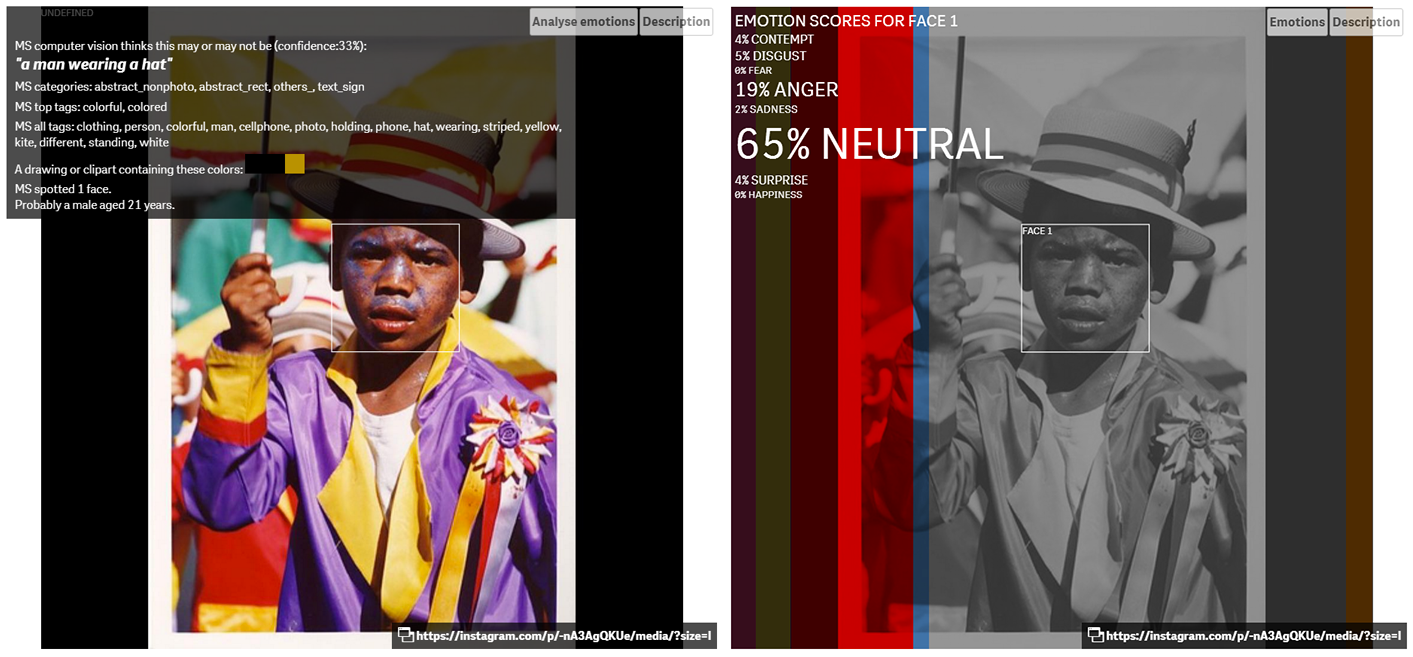 UNDEFINED
Analyse emotions Description
MS computer vision thinks this may or may not be (confidence:33%):
"a man wearing a hat"
MS categories: abstract_nonphoto, abstract_rect, others_, text_sign
MS top tags: colorful, colored
MS all tags: clothing, person, colorful, man, cellphone, photo, holding, phone, hat, wearing, striped, yellow,
kite, different, standing, white
A drawing or clipart containing these colors:
MS spotted 1 face.
Probably a male aged 21 years.
https://instagram.com/p/-nA3AgQKUe/media/?size=l
EMOTION SCORES FOR FACE 1
Emotions Description
4% CONTEMPT
5% DISGUST
0% FEAR
19% ANGER
2% SADNESS
65% NEUTRAL
4% SURPRISE
0% HAPPINESS
FACE 1
https://instagram.com/p/-nA3AgQKUe/media/?size=l